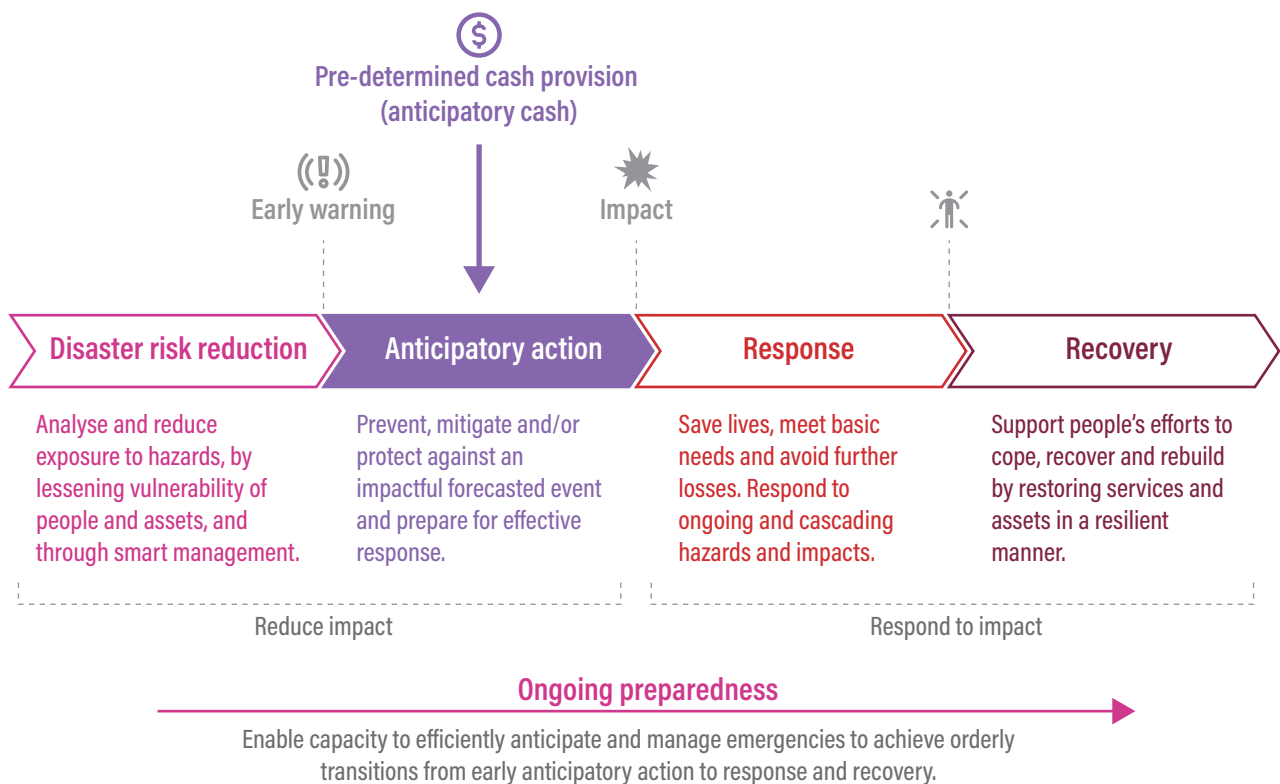 Pre-determined cash provision
(anticipatory cash)
Early warning
Impact
Disaster risk reduction
Anticipatory action
Response
Recovery
Analyse and reduce
exposure to hazards, by
lessening vulnerability of
people and assets, and
through smart management.
Prevent, mitigate and/or
protect against an
impactful forecasted event
and prepare for effective
response.
Save lives, meet basic
needs and avoid further
losses. Respond to
ongoing and cascading
hazards and impacts.
Support people’s efforts to
cope, recover and rebuild
by restoring services and
assets in a resilient
manner.
Reduce impact
Respond to impact
Ongoing preparedness
Enable capacity to efficiently anticipate and manage emergencies to achieve orderly
transitions from early anticipatory action to response and recovery.